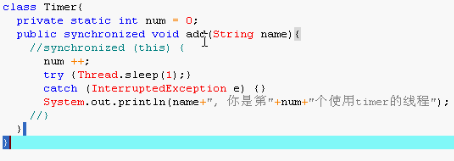 class Timer{
private static int num = 0;
public synchronized void add(String name){
//synchronized (this) {
num ++;
try {Thread.sleep(1);}
catch (InterruptedException e) {}
System.out.println(name+", 你是第"+num+"个使用timer的线程");
//}
}
}